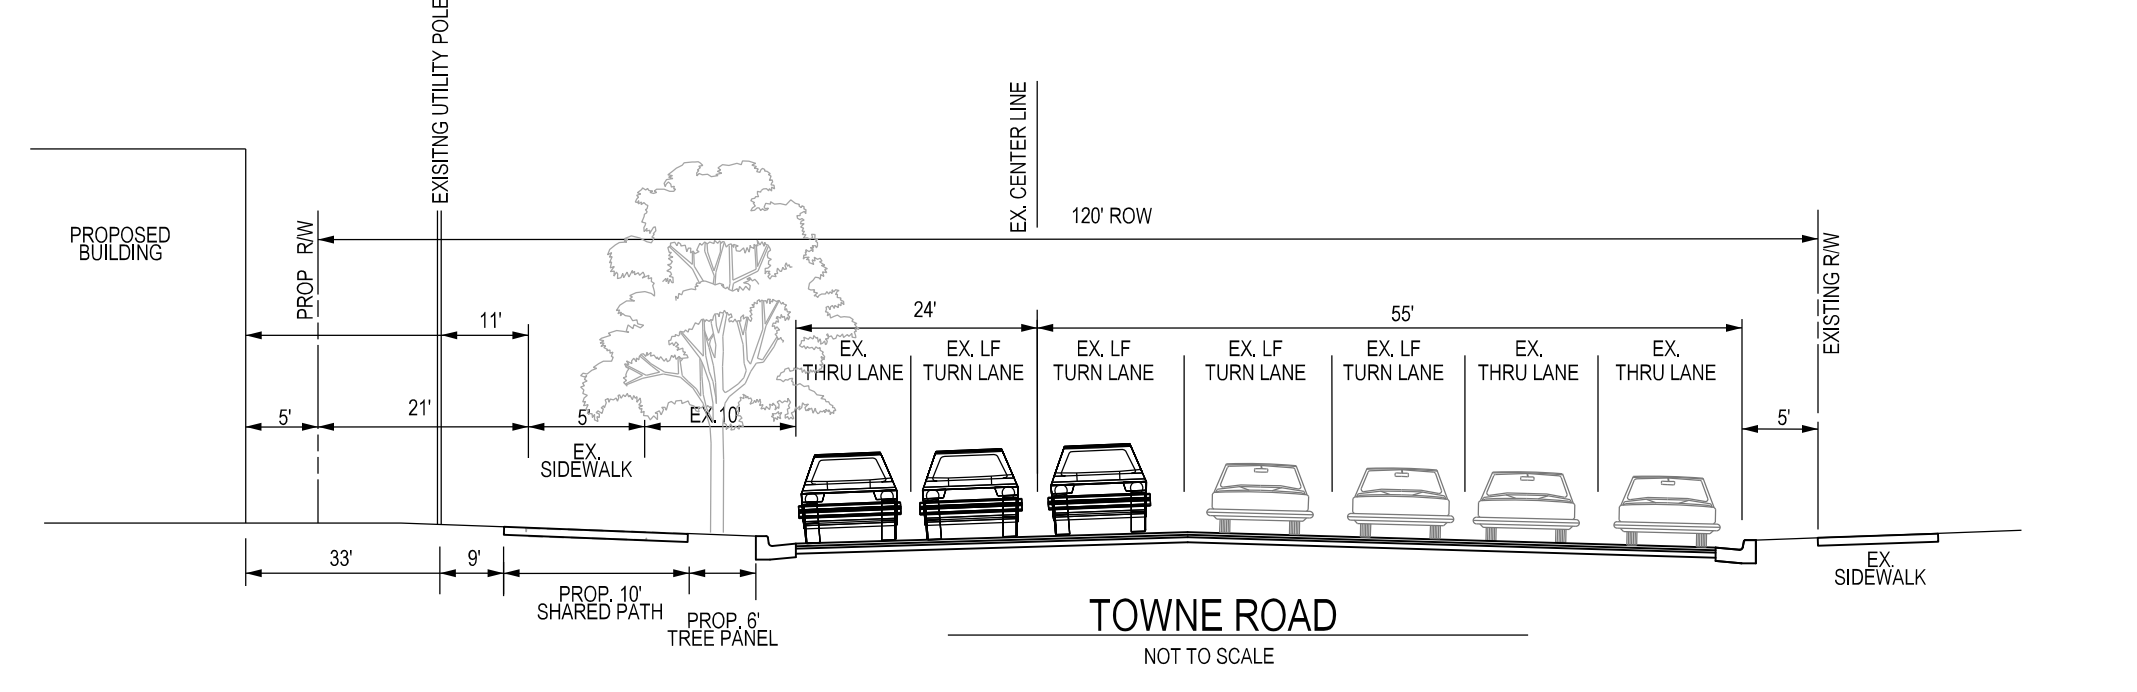 EXISITNG UTILITY POLE
EX. CENTER LINE
120' ROW
PROPOSED
BUILDING
PROP R/W
EXISTING R/W
11'
24'
55'
EX.
THRU LANE
EX. LF
TURN LANE
EX. LF
TURN LANE
EX. LF
TURN LANE
EX. LF
TURN LANE
EX.
THRU LANE
EX.
THRU LANE
5'
21'
5'
EX.10'
5'
EX.
SIDEWALK
33'
9'
PROP. 10'
SHARED PATH
PROP. 6'
TREE PANEL
EX.
SIDEWALK
TOWNE ROAD
NOT TO SCALE